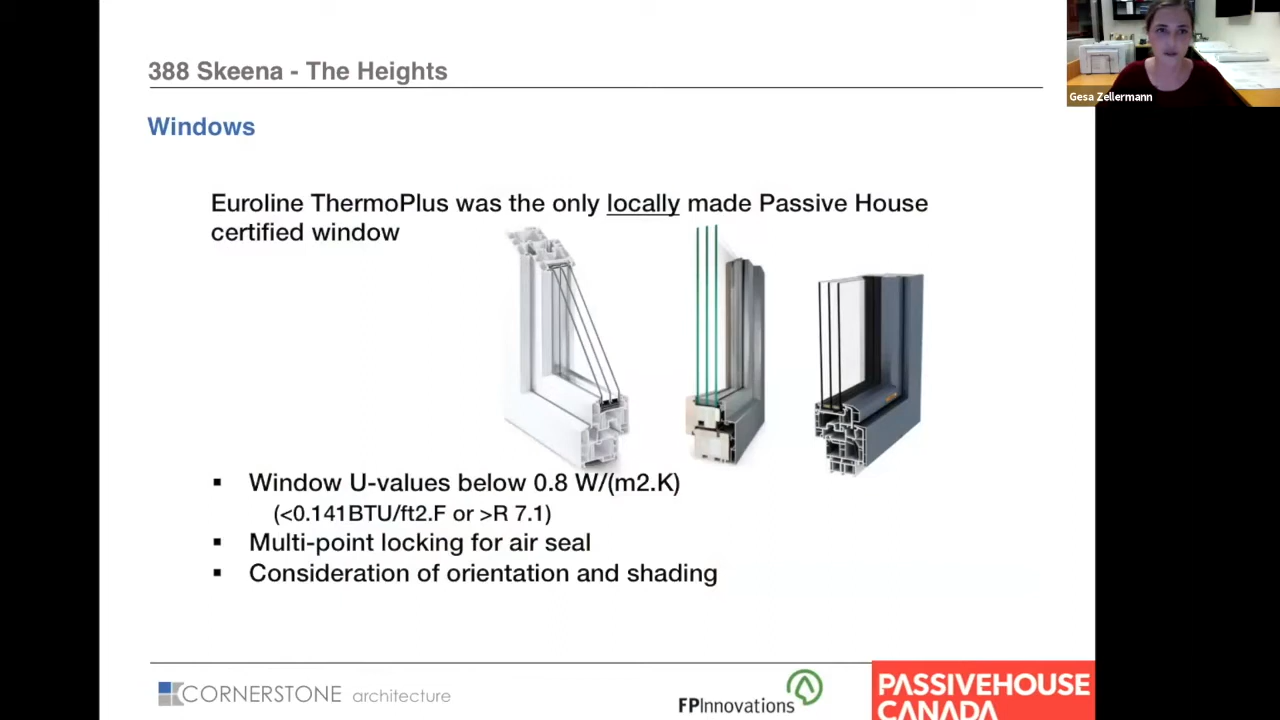 388 Skeena - The Heights
Gesa Zellermann
Windows
Euroline ThermoPlus was the only locally made Passive House
certified window
▪ Window U-values below 0.8 W/(m2.K)
(<0.141BTU/ft2.F or >R 7.1)
▪ Multi-point locking for air seal
▪ Consideration of orientation and shading
CORNERSTONE architecture
FPInnovations
PASSIVEHOUSE
CANADA